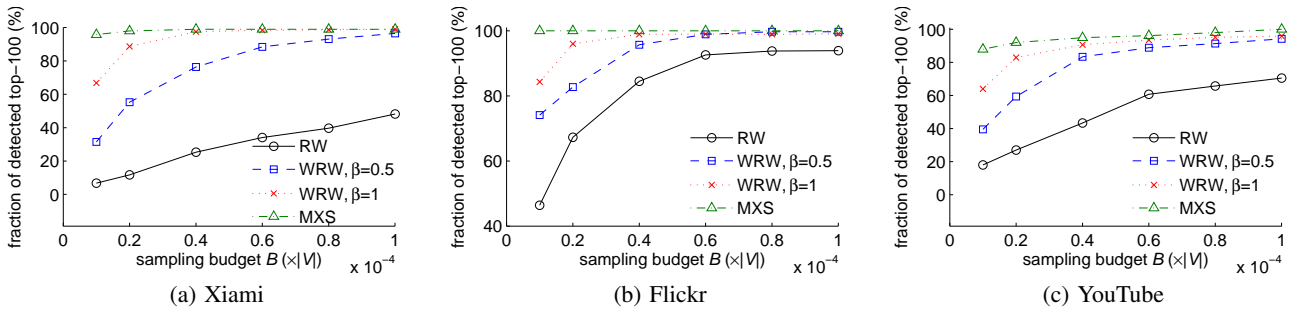 fraction of detected top−100 (%)
100
80
60
40
20
0
RW
WRW, β=0.5
WRW, β=1
MXS
0 0.2 0.4 0.6 0.8 1
sampling budget B (×|V|)
x 10⁻⁴
(a) Xiami
fraction of detected top−100 (%)
100
80
60
40
RW
WRW, β=0.5
WRW, β=1
MXS
0 0.2 0.4 0.6 0.8 1
sampling budget B (×|V|)
x 10⁻⁴
(b) Flickr
fraction of detected top−100 (%)
100
80
60
40
20
0
RW
WRW, β=0.5
WRW, β=1
MXS
0 0.2 0.4 0.6 0.8 1
sampling budget B (×|V|)
x 10⁻⁴
(c) YouTube